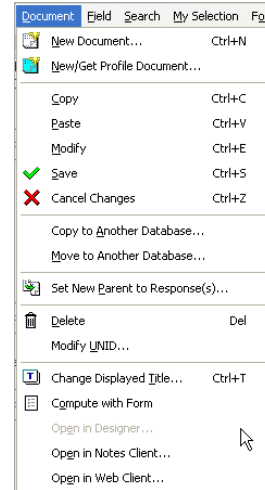 Document Field Search My Selection Fo
New Document... Ctrl+N
New/Get Profile Document...
Copy Ctrl+C
Paste Ctrl+V
Modify Ctrl+E
Save Ctrl+S
Cancel Changes Ctrl+Z
Copy to Another Database...
Move to Another Database...
Set New Parent to Response(s)...
Delete Del
Modify UNID...
Change Displayed Title... Ctrl+T
Compute with Form
Open in Designer...
Open in Notes Client...
Open in Web Client...